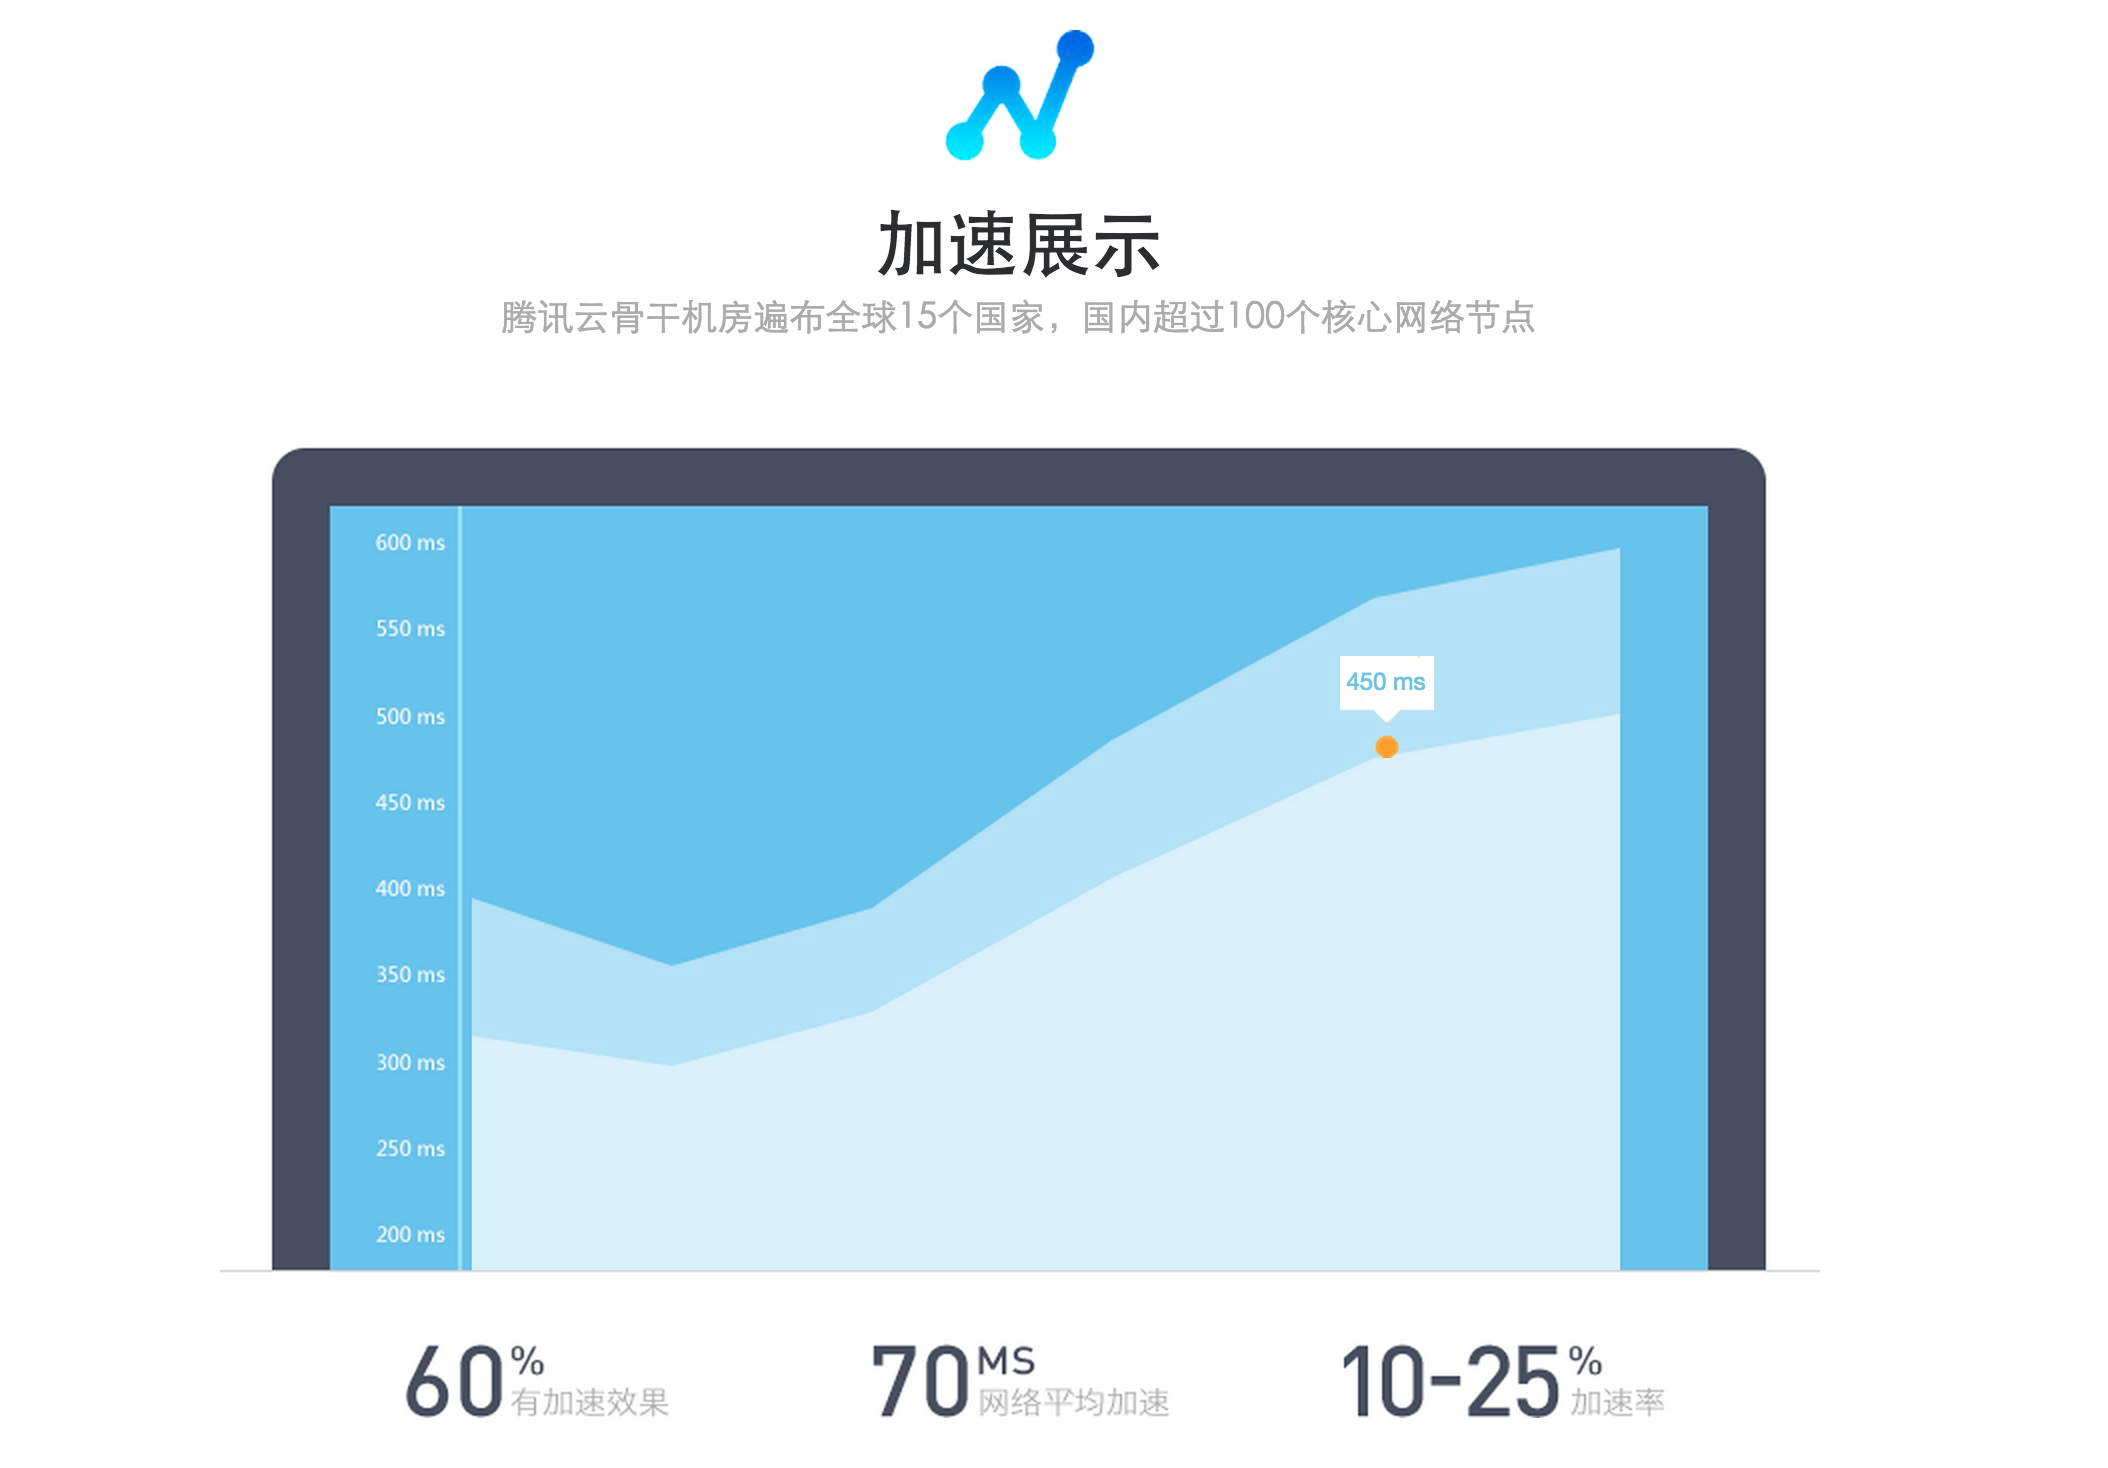 加速展示
腾讯云骨干机房遍布全球15个国家，国内超过100个核心网络节点
600 ms
550 ms
450 ms
500 ms
450 ms
400 ms
350 ms
300 ms
250 ms
200 ms
60% 有加速效果
70MS 网络平均加速
10-25% 加速率